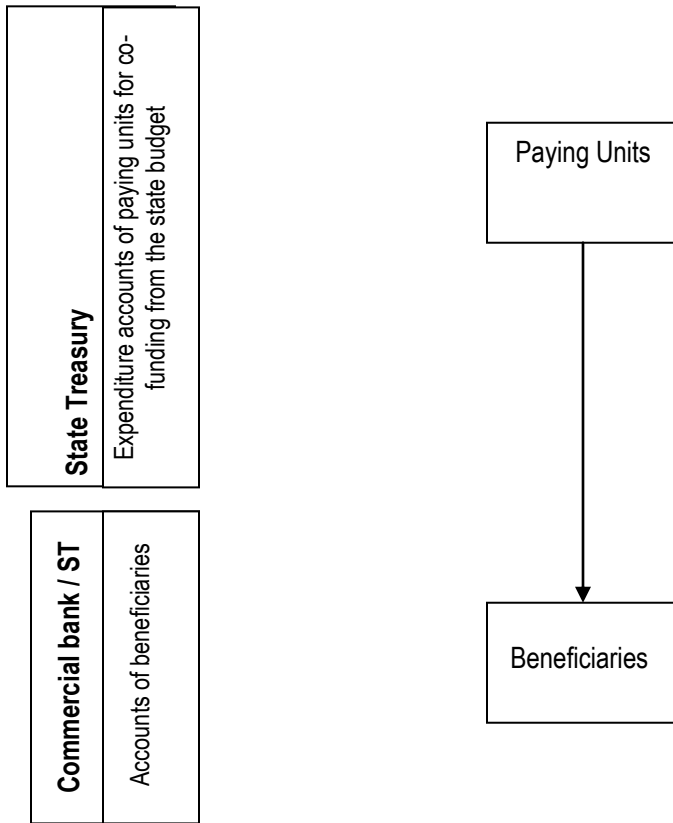 State Treasury
Expenditure accounts of paying units for co-
funding from the state budget
Paying Units
Commercial bank / ST
Accounts of beneficiaries
Beneficiaries